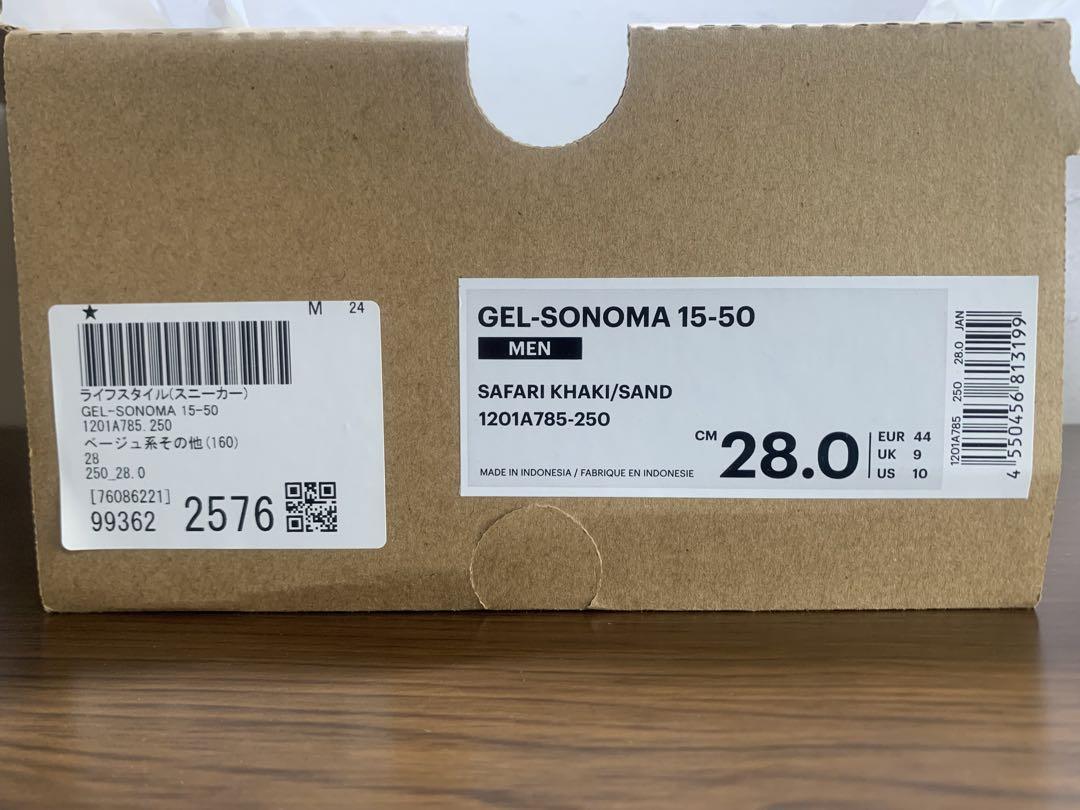 ★ M 24
ライフスタイル(スニーカー)
GEL-SONOMA 15-50
1201A785.250
ベージュ系その他(160)
28
250_28.0
[76086221]
99362 2576
GEL-SONOMA 15-50
MEN
SAFARI KHAKI/SAND
1201A785-250
CM 28.0
EUR 44
UK 9
US 10
MADE IN INDONESIA / FABRIQUE EN INDONESIE
1201A785 250 28.0 JAN
4 550456 813199